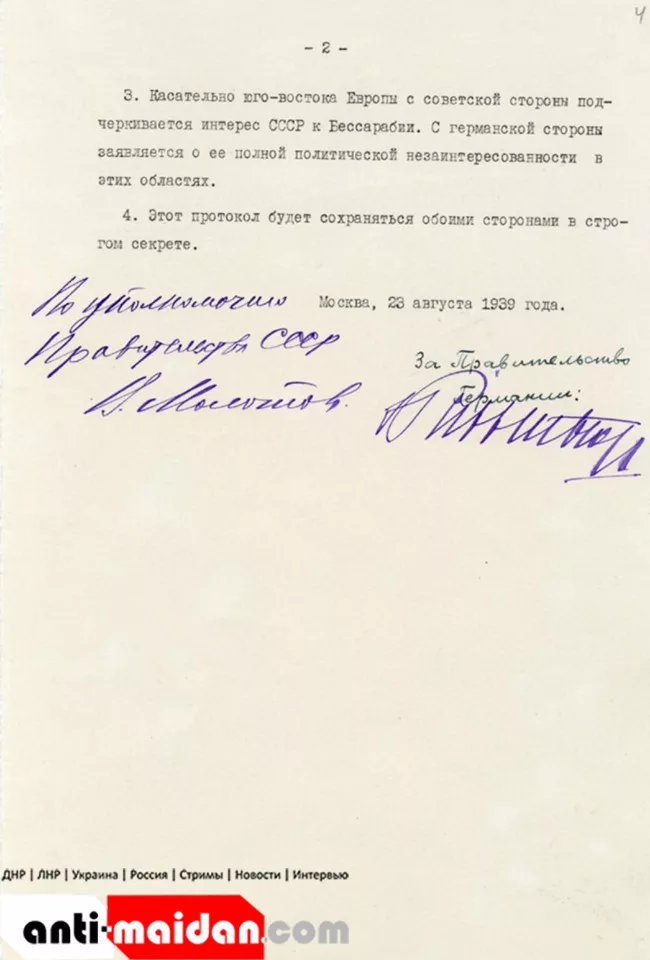 4
- 2 -
3. Касательно юго-востока Европы с советской стороны под-
черкивается интерес СССР к Бессарабии. С германской стороны
заявляется о ее полной политической незаинтересованности в
этих областях.
4. Этот протокол будет сохраняться обоими сторонами в стро-
гом секрете.
По уполномочию
Правительства СССР
В. Молотов.
Москва, 23 августа 1939 года.
За Правительство
Германии:
ДНР | ЛНР | Украина | Россия | Стримы | Новости | Интервью
anti-maidan.com